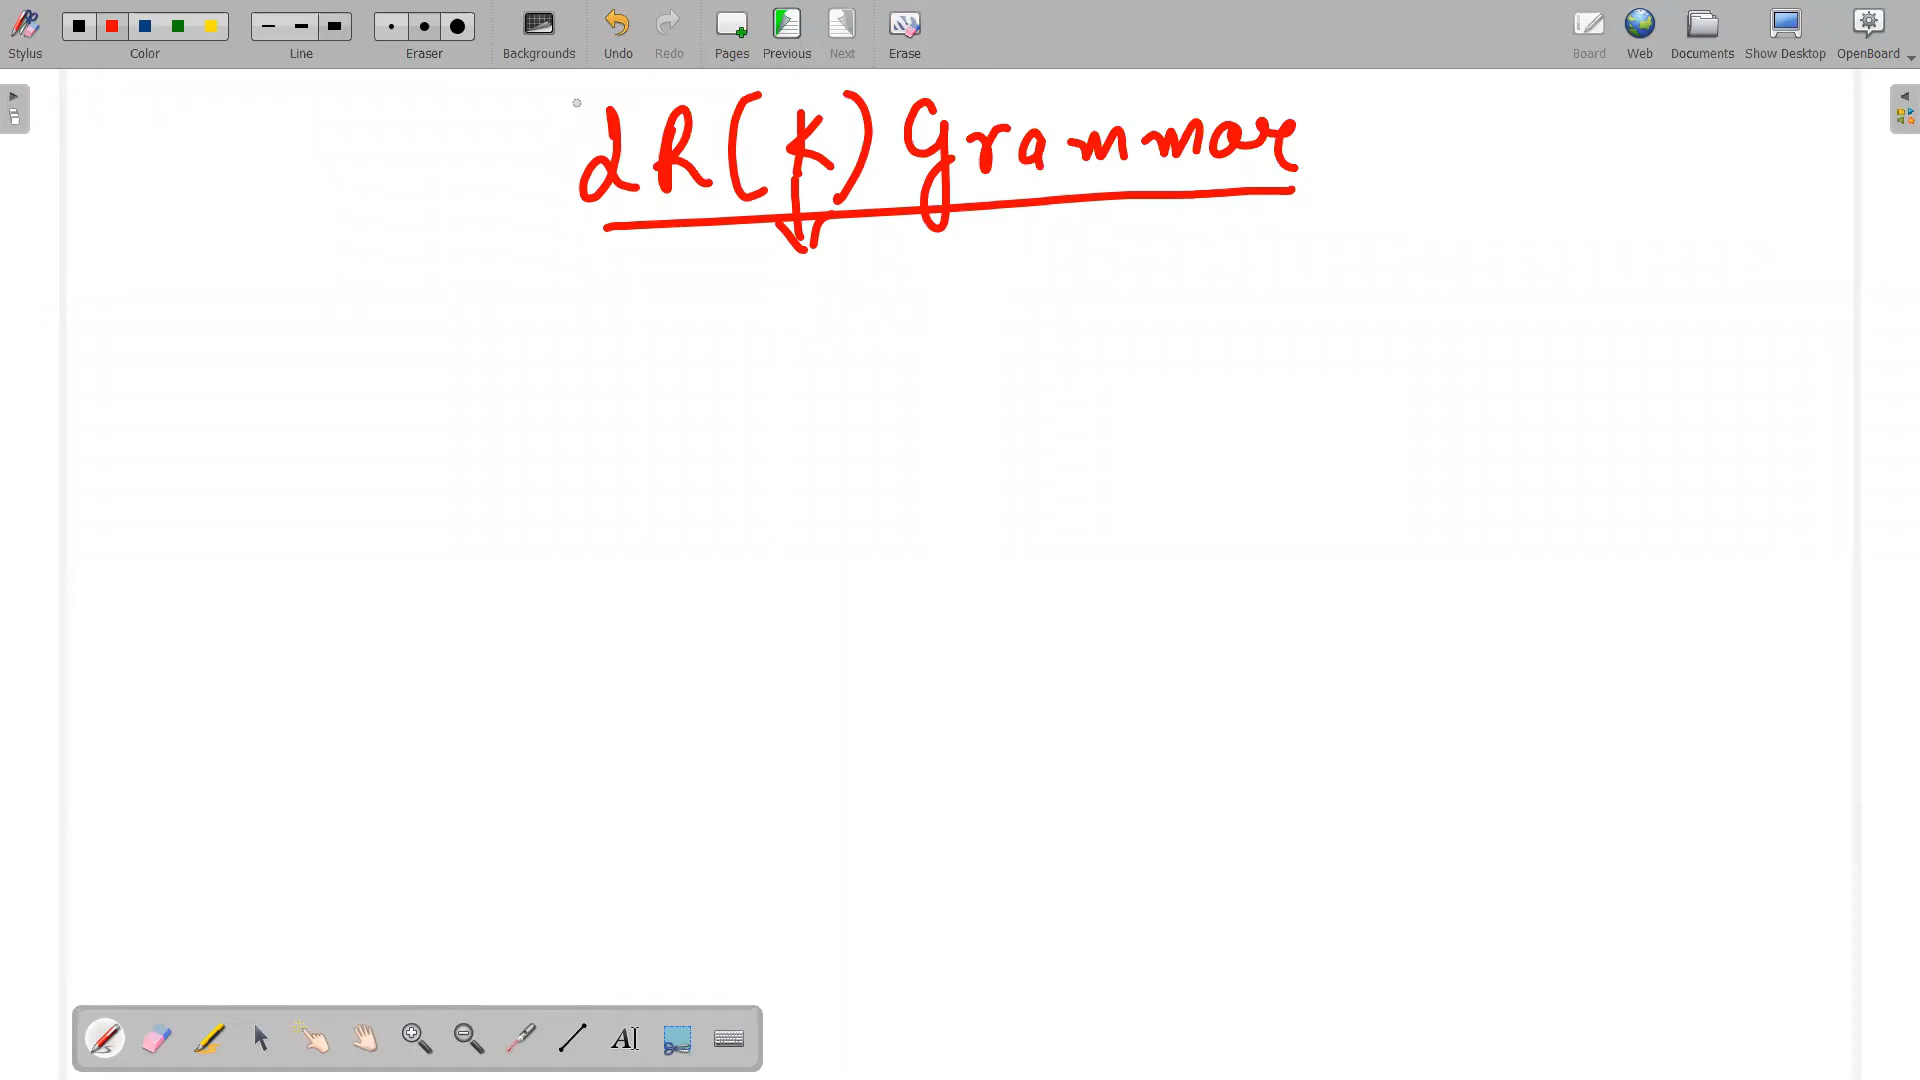 Stylus Color Line Eraser Backgrounds Undo Redo Pages Previous Next Erase Board Web Documents Show Desktop OpenBoard
LR(K) Grammar
AI